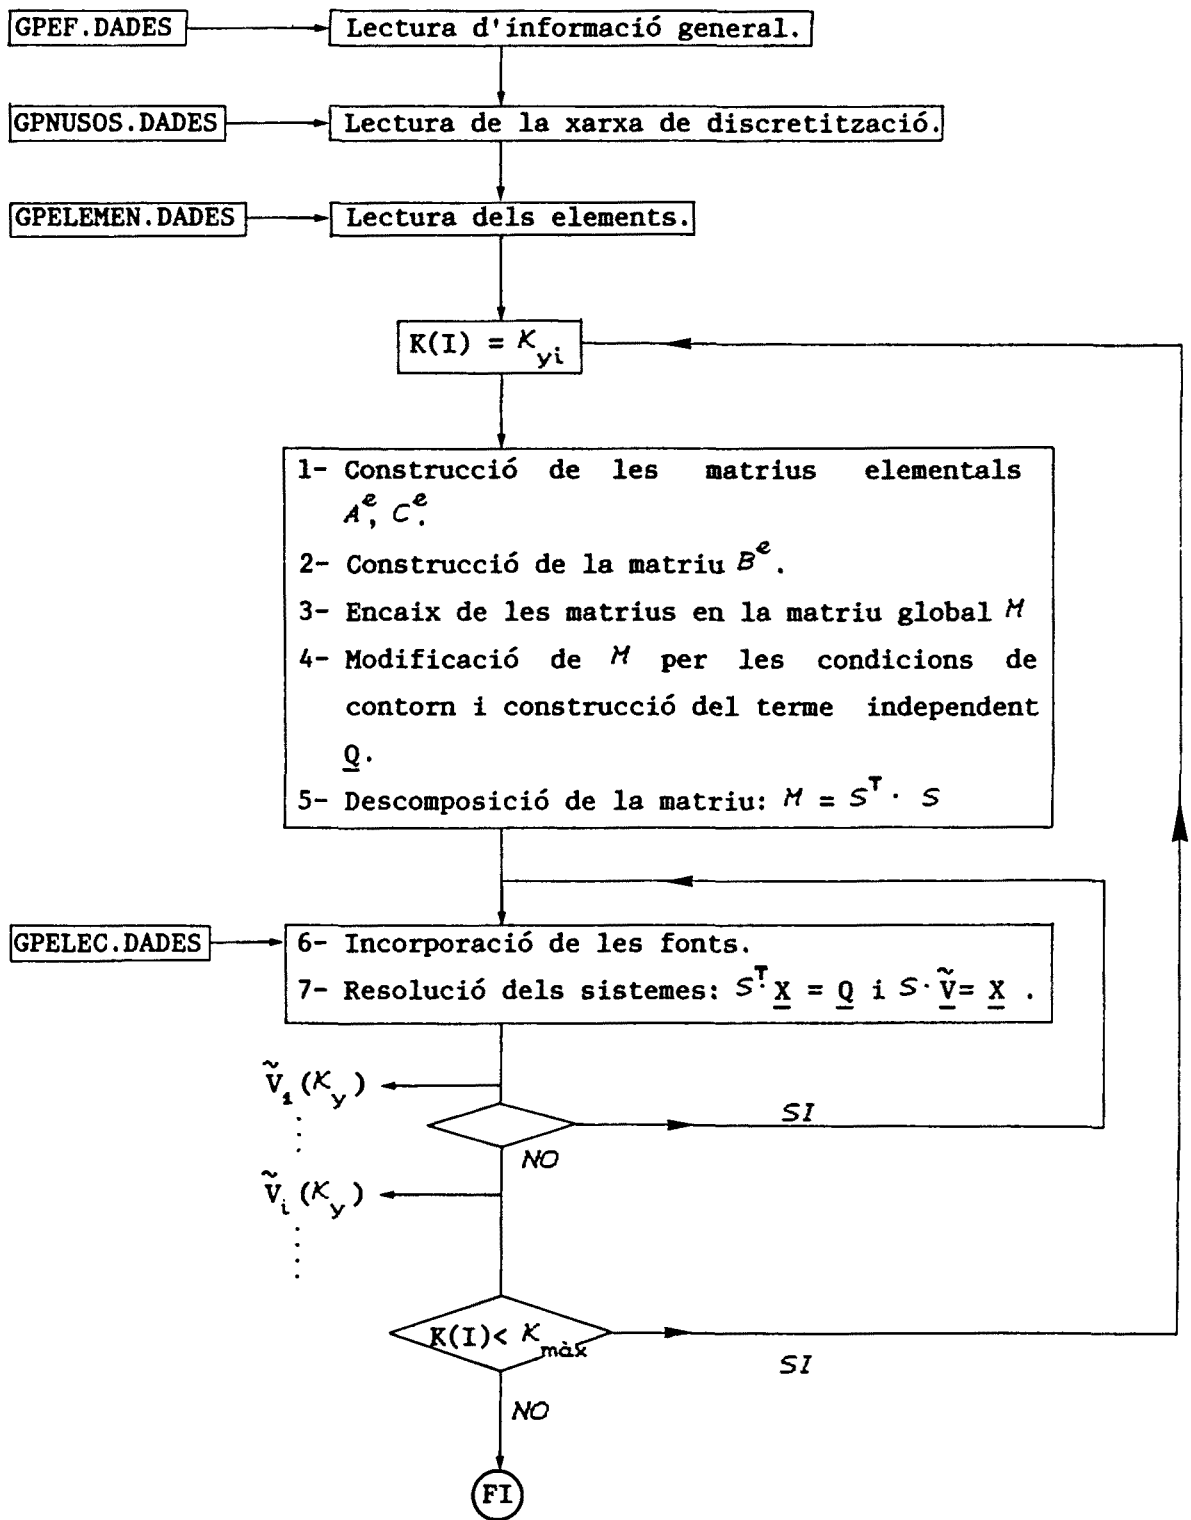 GPEF.DADES
Lectura d'informació general.
GPNUSOS.DADES
Lectura de la xarxa de discretització.
GPELEMEN.DADES
Lectura dels elements.
K(I) = K_yi
1- Construcció de les matrius elementals
A^e, C^e.
2- Construcció de la matriu B^e.
3- Encaix de les matrius en la matriu global M
4- Modificació de M per les condicions de
contorn i construcció del terme independent
Q.
5- Descomposició de la matriu: M = S^T · S
GPELEC.DADES
6- Incorporació de les fonts.
7- Resolució dels sistemes: S^T· X = Q i S·Ṽ= X .
Ṽ_1(K_y)
SI
NO
Ṽ_i(K_y)
K(I)< K_màx
SI
NO
FI